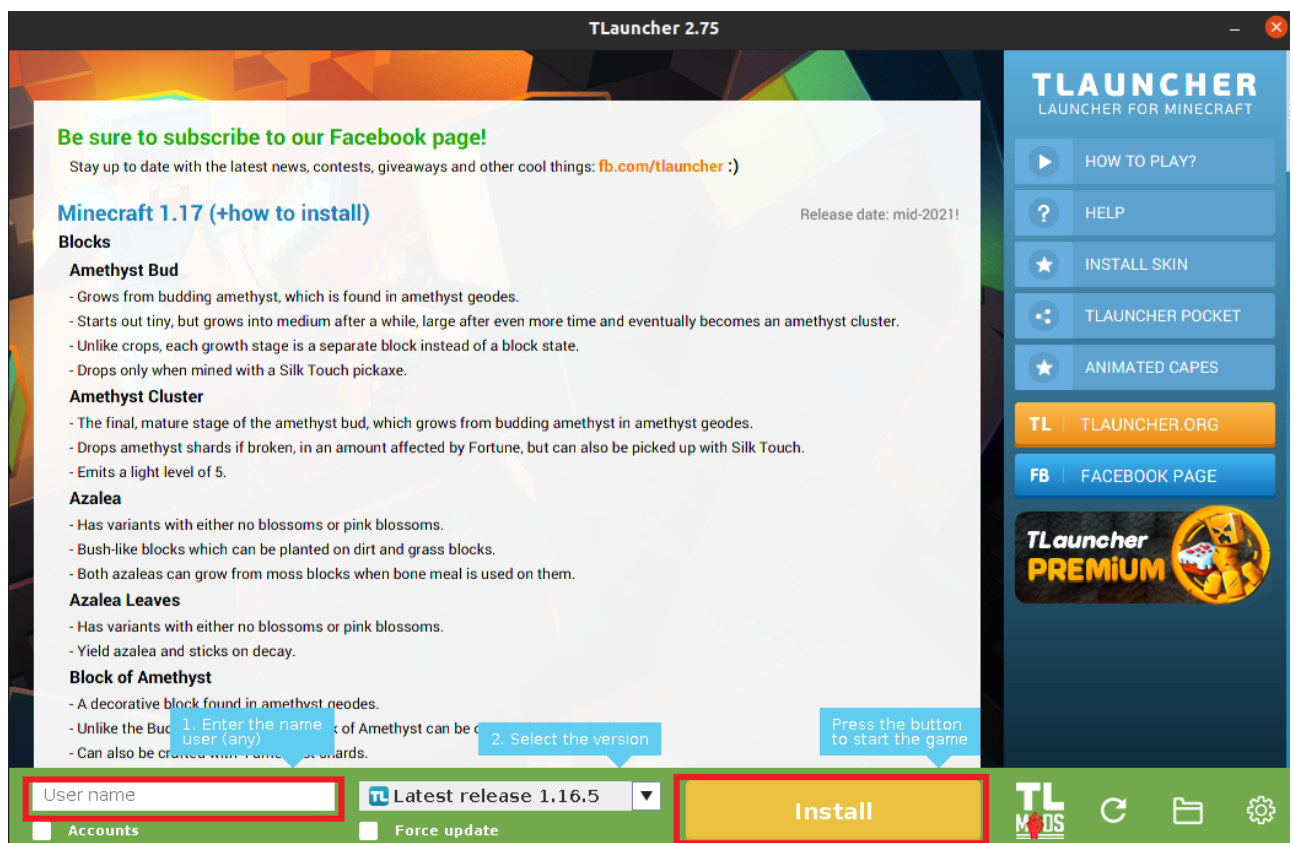 TLauncher 2.75
TLAUNCHER
LAUNCHER FOR MINECRAFT
Be sure to subscribe to our Facebook page!
Stay up to date with the latest news, contests, giveaways and other cool things: fb.com/tlauncher :)
Minecraft 1.17 (+how to install)
Release date: mid-2021!
Blocks
Amethyst Bud
- Grows from budding amethyst, which is found in amethyst geodes.
- Starts out tiny, but grows into medium after a while, large after even more time and eventually becomes an amethyst cluster.
- Unlike crops, each growth stage is a separate block instead of a block state.
- Drops only when mined with a Silk Touch pickaxe.
Amethyst Cluster
- The final, mature stage of the amethyst bud, which grows from budding amethyst in amethyst geodes.
- Drops amethyst shards if broken, in an amount affected by Fortune, but can also be picked up with Silk Touch.
- Emits a light level of 5.
Azalea
- Has variants with either no blossoms or pink blossoms.
- Bush-like blocks which can be planted on dirt and grass blocks.
- Both azaleas can grow from moss blocks when bone meal is used on them.
Azalea Leaves
- Has variants with either no blossoms or pink blossoms.
- Yield azalea and sticks on decay.
Block of Amethyst
- A decorative block found in amethyst geodes.
- Unlike the of Amethyst can be
- Can also be
HOW TO PLAY?
HELP
INSTALL SKIN
TLAUNCHER POCKET
ANIMATED CAPES
TL TLAUNCHER.ORG
FB FACEBOOK PAGE
TLauncher
PREMiUM
1. Enter the name
user (any)
2. Select the version
Press the button
to start the game
User name
Accounts
TL Latest release 1.16.5
Force update
Install
TL
MODS